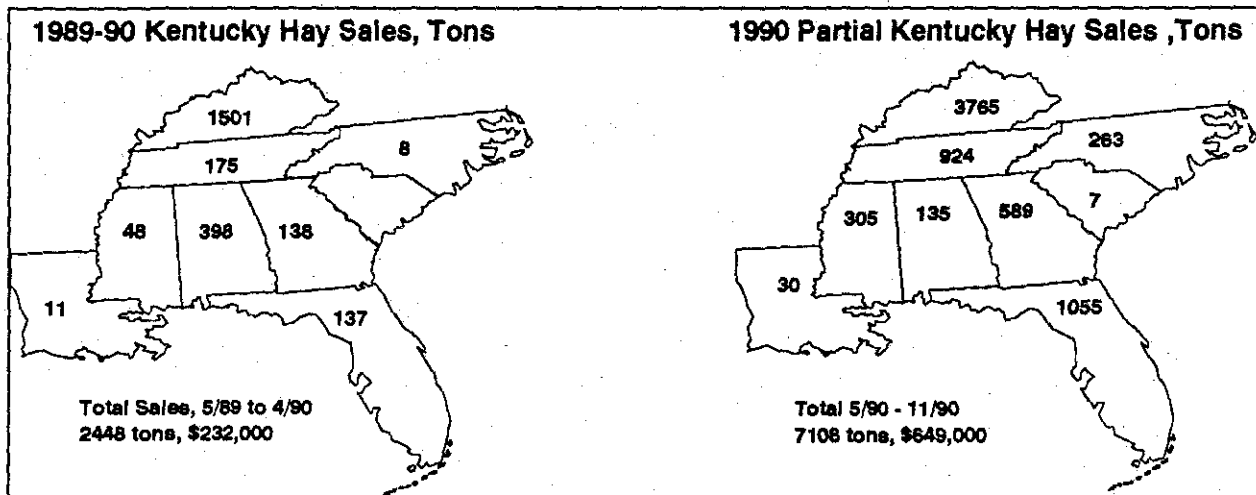 1989-90 Kentucky Hay Sales, Tons
1501
175
8
48
398
138
11
137
Total Sales, 5/89 to 4/90
2448 tons, $232,000
1990 Partial Kentucky Hay Sales ,Tons
3765
924
263
7
305
135
589
30
1055
Total 5/90 - 11/90
7108 tons, $649,000